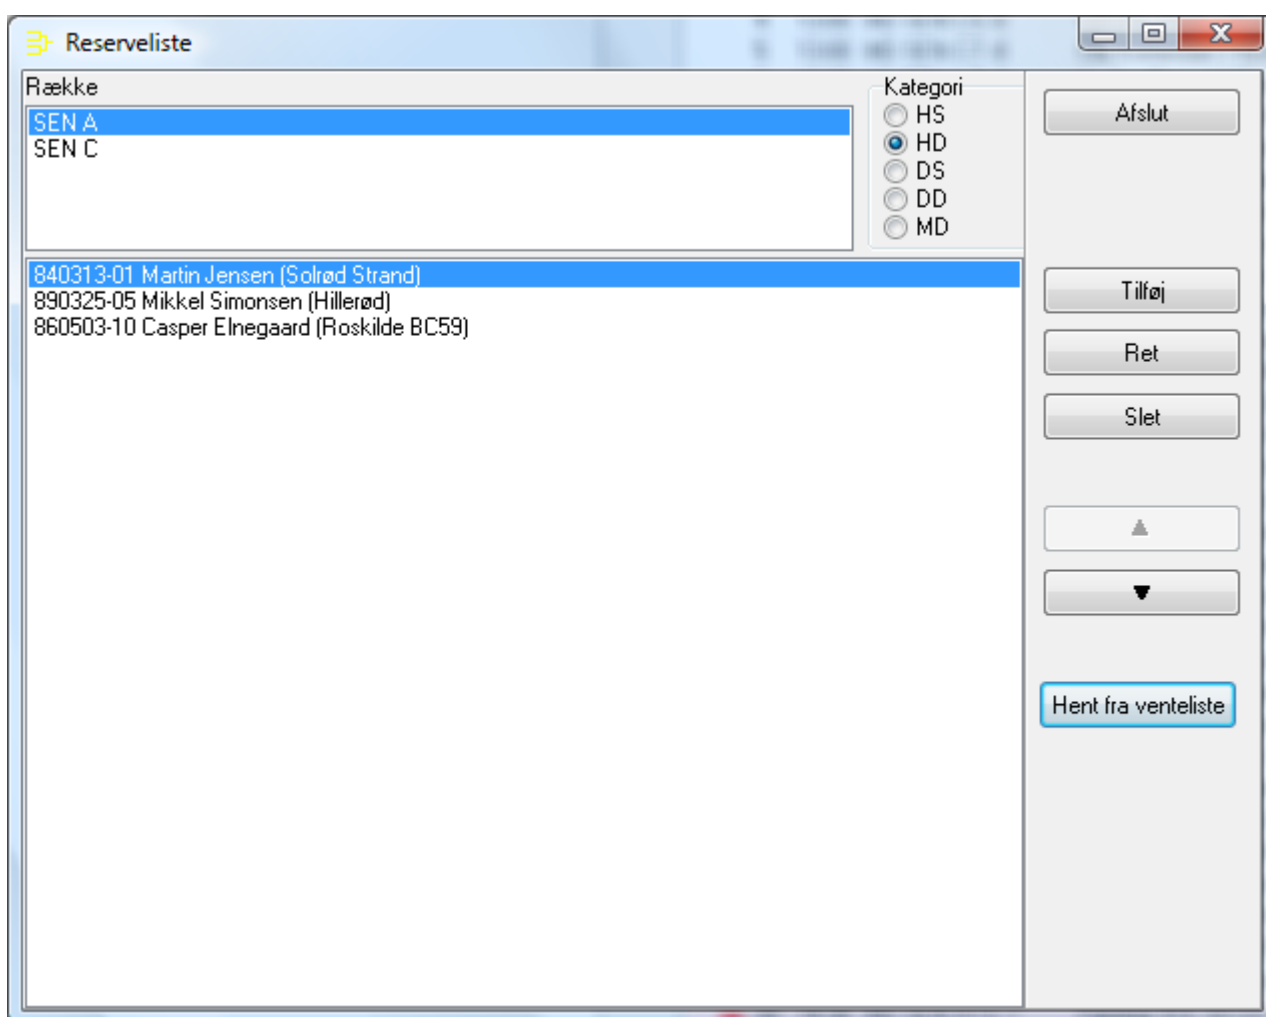 Reserveliste
Række
SEN A
SEN C
Kategori
HS
HD
DS
DD
MD
840313-01 Martin Jensen (Solrød Strand)
890325-05 Mikkel Simonsen (Hillerød)
860503-10 Casper Elnegaard (Roskilde BC59)
Afslut
Tilføj
Ret
Slet
Hent fra venteliste